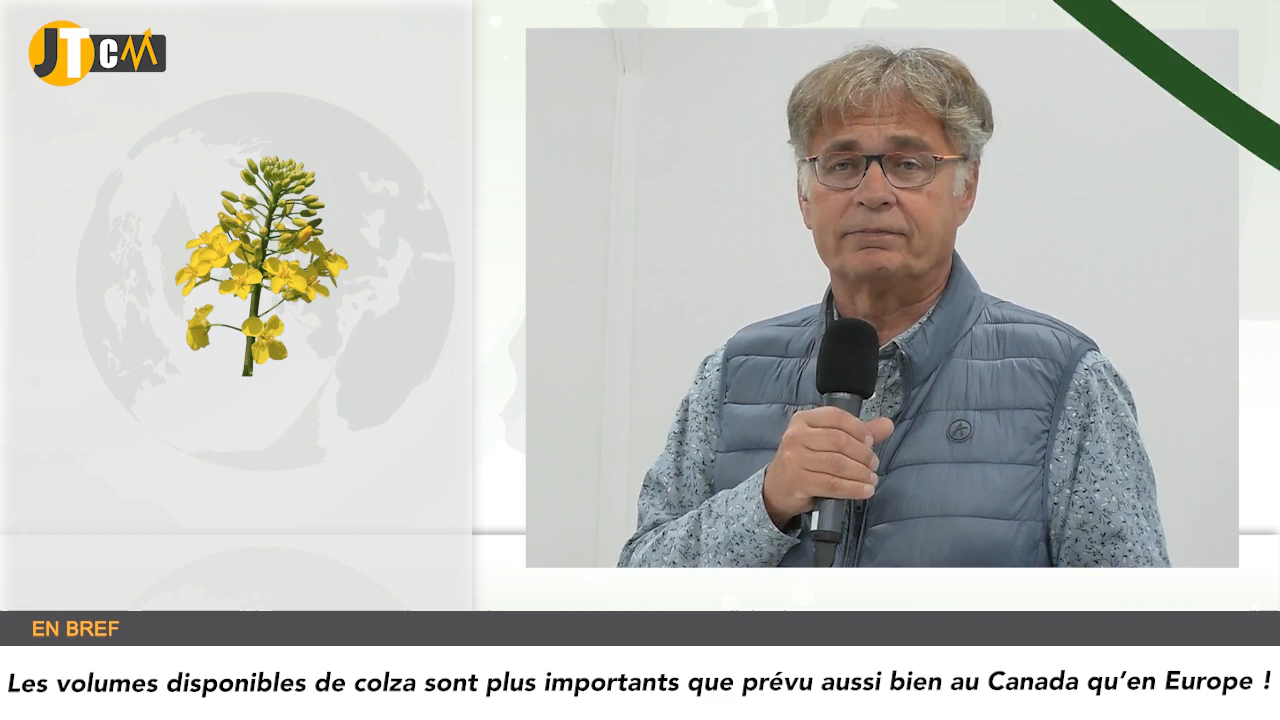 JTCM
EN BREF
Les volumes disponibles de colza sont plus importants que prévu aussi bien au Canada qu'en Europe !